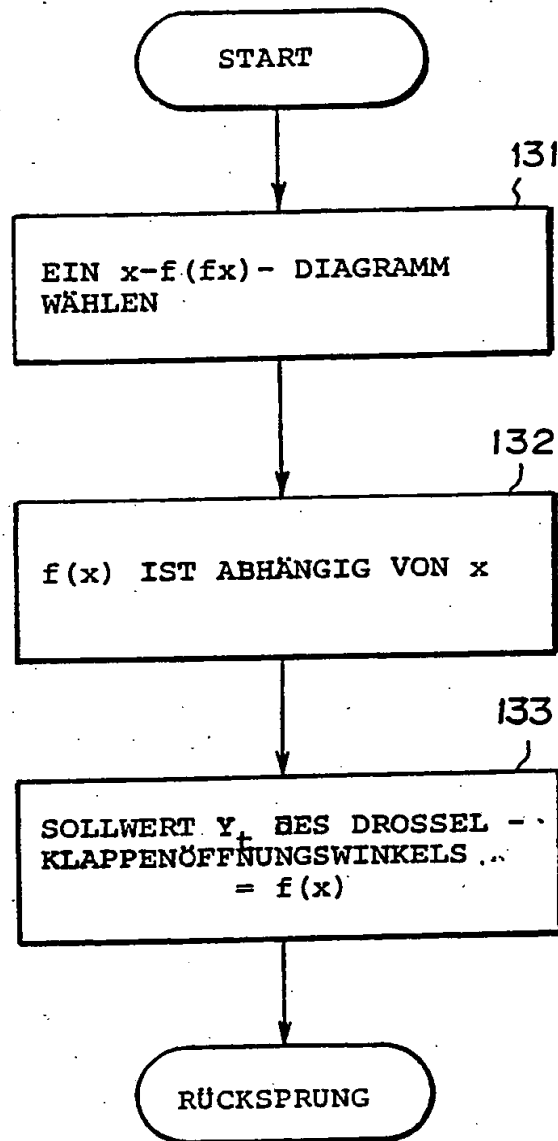 START
131
EIN x-f(fx)- DIAGRAMM
WÄHLEN
132
f(x) IST ABHÄNGIG VON x
133
SOLLWERT Yt DES DROSSEL -
KLAPPENÖFFNUNGSWINKELS
= f(x)
RÜCKSPRUNG